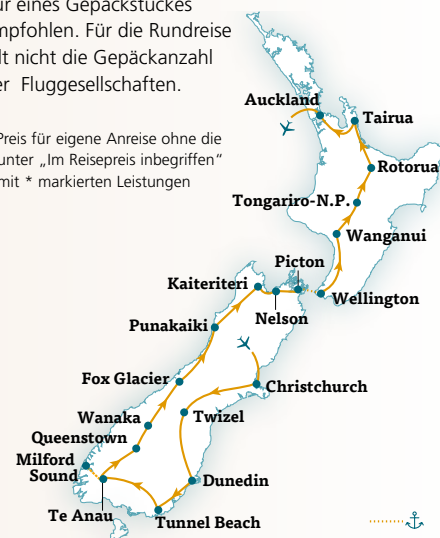 ur eines Gepäckstückes
mpfohlen. Für die Rundreise
lt nicht die Gepäckanzahl
er Fluggesellschaften.
Preis für eigene Anreise ohne die
unter „Im Reisepreis inbegriffen“
mit * markierten Leistungen
Auckland
Tairua
Rotorua
Tongariro-N.P.
Wanganui
Picton
Kaiteriteri
Wellington
Nelson
Punakaiki
Fox Glacier
Christchurch
Twizel
Wanaka
Queenstown
Milford
Sound
Dunedin
Te Anau
Tunnel Beach